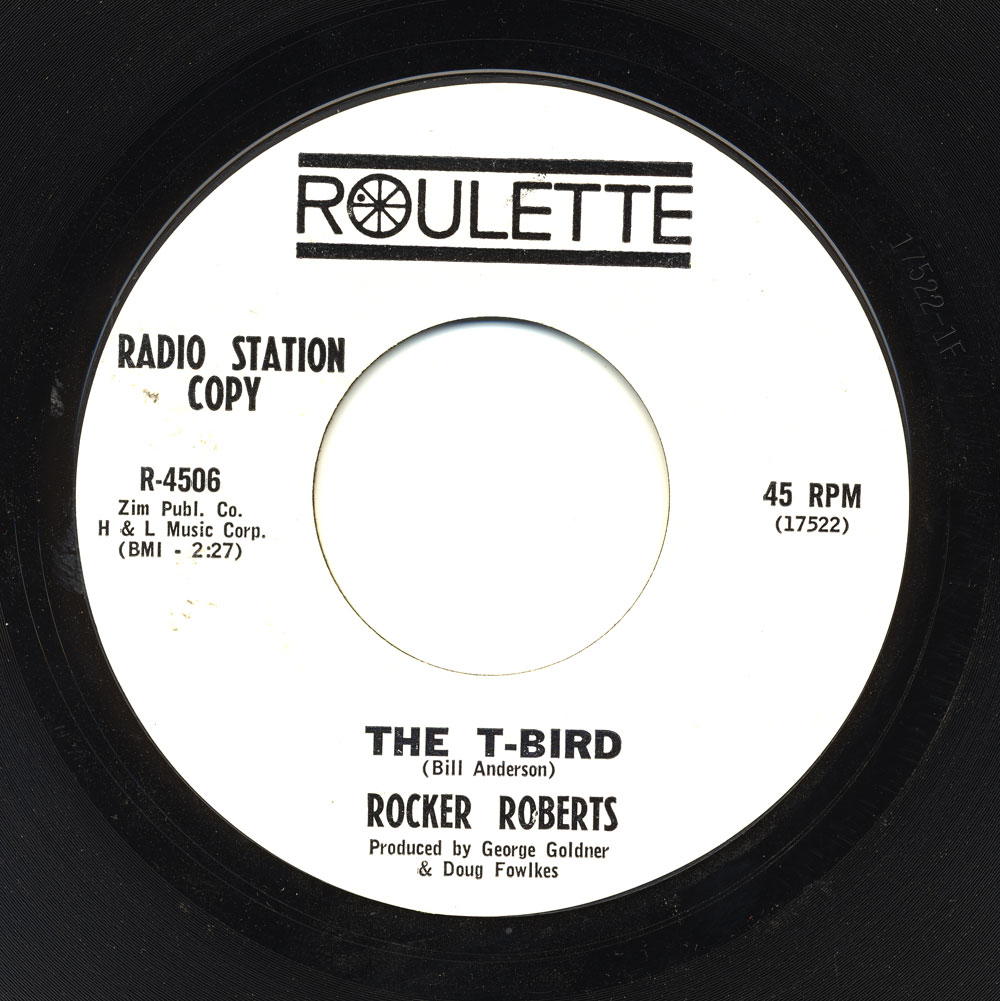 ROULETTE
RADIO STATION
COPY
R-4506
Zim Publ. Co.
H & L Music Corp.
(BMI - 2:27)
45 RPM
(17522)
17522-1F
THE T-BIRD
(Bill Anderson)
ROCKER ROBERTS
Produced by George Goldner
& Doug Fowlkes